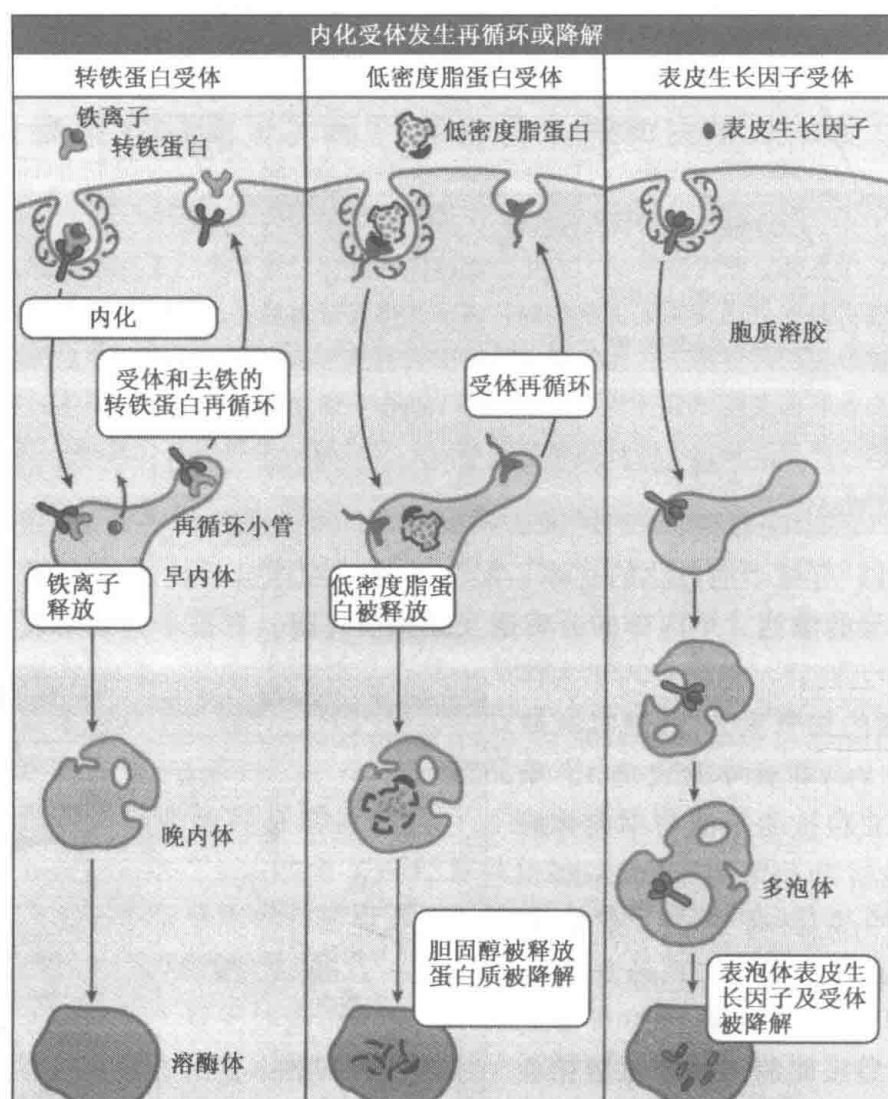 内化受体发生再循环或降解
转铁蛋白受体
低密度脂蛋白受体
表皮生长因子受体
铁离子
转铁蛋白
低密度脂蛋白
表皮生长因子
内化
受体和去铁的
转铁蛋白再循环
受体再循环
胞质溶胶
再循环小管
早内体
铁离子
释放
低密度脂蛋
白被释放
晚内体
多泡体
胆固醇被释放
蛋白质被降解
表泡体表皮生
长因子及受体
被降解
溶酶体